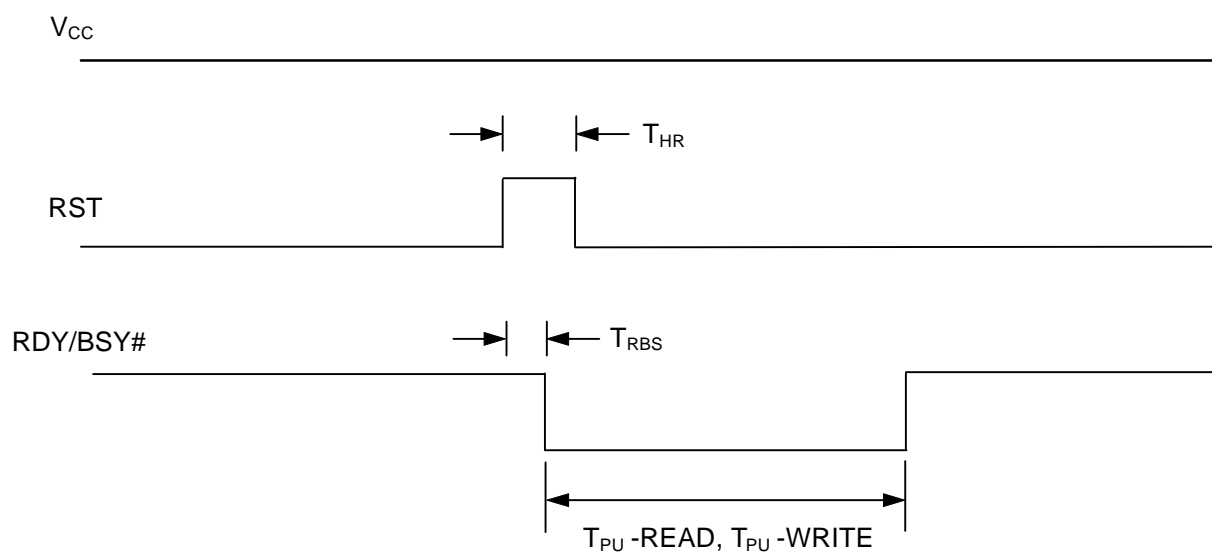 VCC
THR
RST
RDY/BSY#
TRBS
TPU -READ, TPU -WRITE